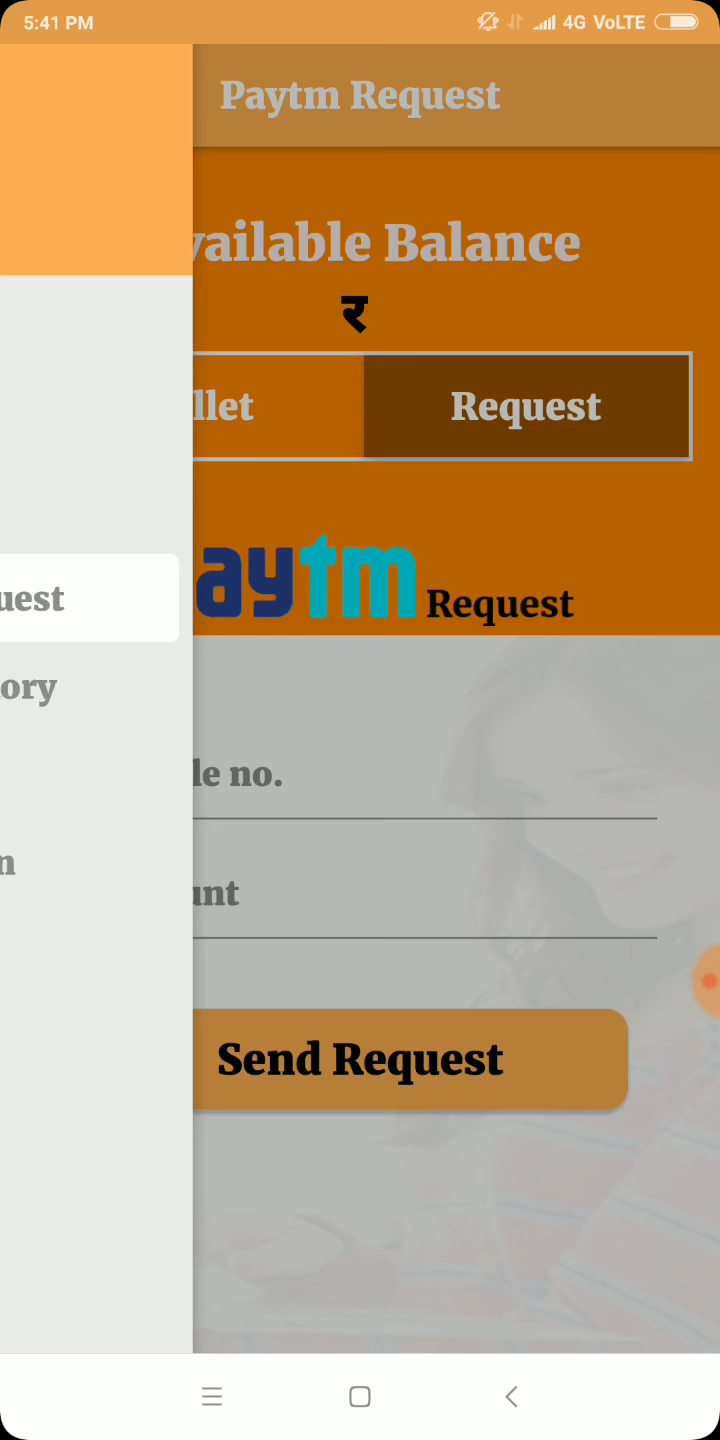 5:41 PM 4G VoLTE
Paytm Request
vailable Balance
₹
llet Request
aytm Request
uest
ory
le no.
n
unt
Send Request